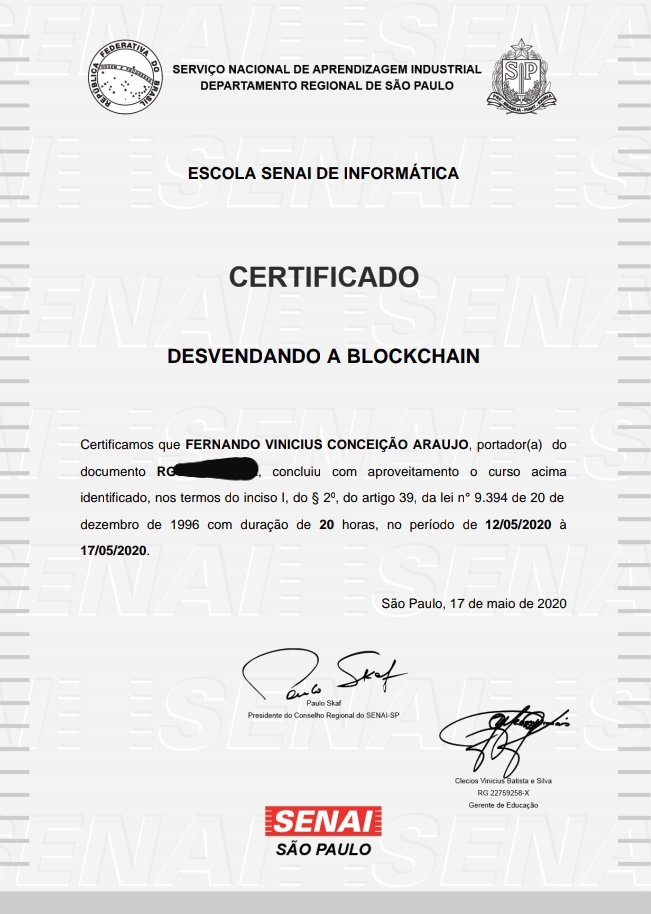 REPÚBLICA FEDERATIVA DO BRASIL
ORDEM E PROGRESSO
SERVIÇO NACIONAL DE APRENDIZAGEM INDUSTRIAL
DEPARTAMENTO REGIONAL DE SÃO PAULO
SP
ESCOLA SENAI DE INFORMÁTICA
CERTIFICADO
DESVENDANDO A BLOCKCHAIN
Certificamos que FERNANDO VINICIUS CONCEIÇÃO ARAUJO, portador(a) do
documento RG , concluiu com aproveitamento o curso acima
identificado, nos termos do inciso I, do § 2º, do artigo 39, da lei n° 9.394 de 20 de
dezembro de 1996 com duração de 20 horas, no período de 12/05/2020 à
17/05/2020.
São Paulo, 17 de maio de 2020
Paulo Skaf
Paulo Skaf
Presidente do Conselho Regional do SENAI-SP
Clecios Vinícius Batista e Silva
RG 22759258-X
Gerente de Educação
SENAI
SÃO PAULO